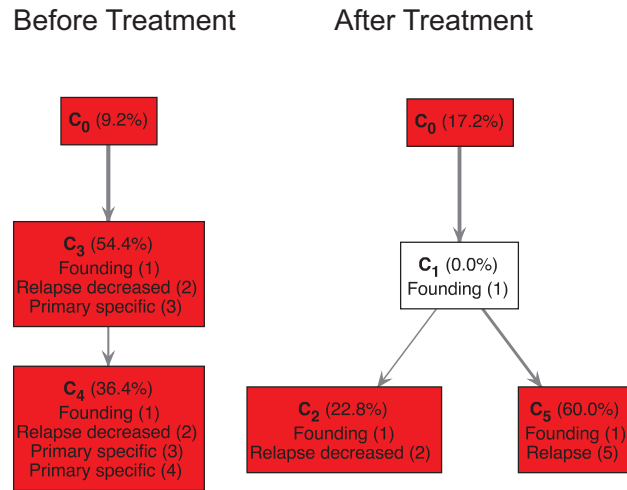 Before Treatment
C0 (9.2%)
C3 (54.4%)
Founding (1)
Relapse decreased (2)
Primary specific (3)
C4 (36.4%)
Founding (1)
Relapse decreased (2)
Primary specific (3)
Primary specific (4)
After Treatment
C0 (17.2%)
C1 (0.0%)
Founding (1)
C2 (22.8%)
Founding (1)
Relapse decreased (2)
C5 (60.0%)
Founding (1)
Relapse (5)